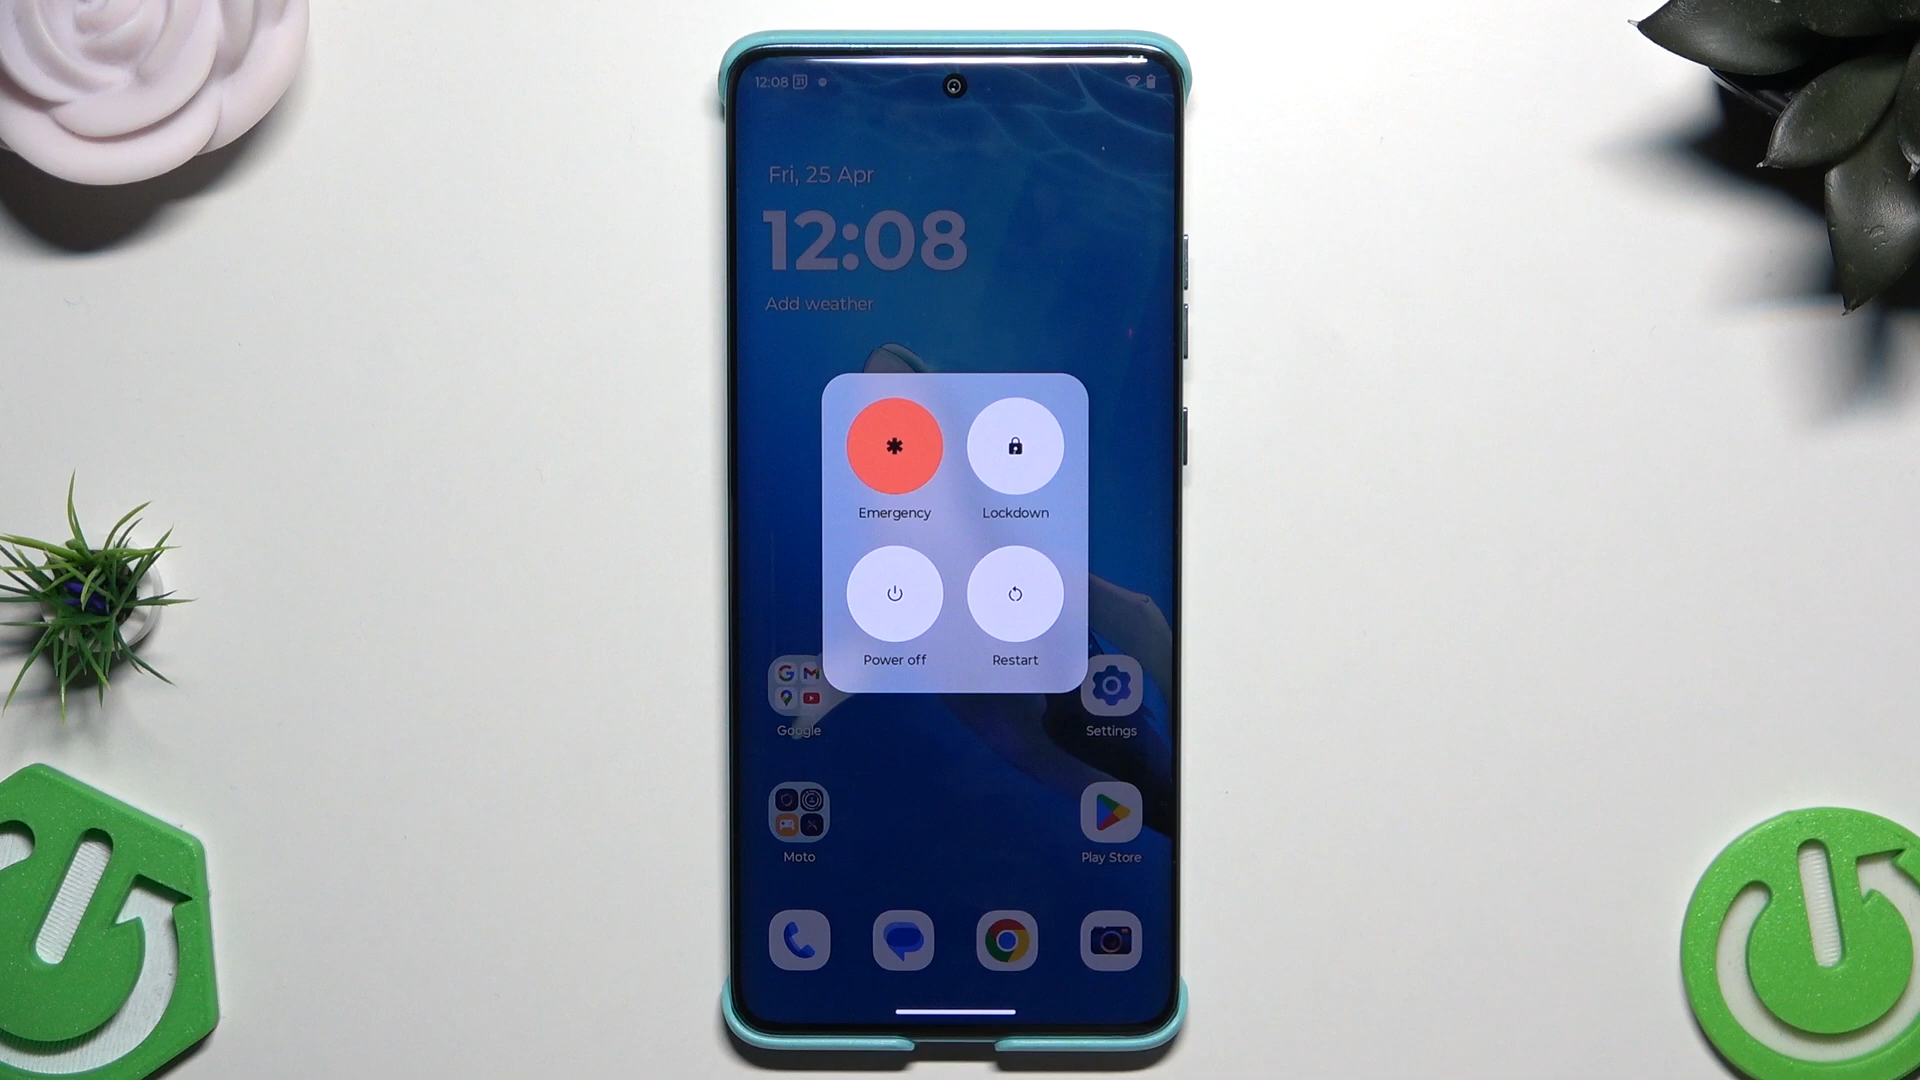 12:08 31
Fri, 25 Apr
12:08
Add weather
Emergency Lockdown
Power off Restart
Google Settings
Moto Play Store